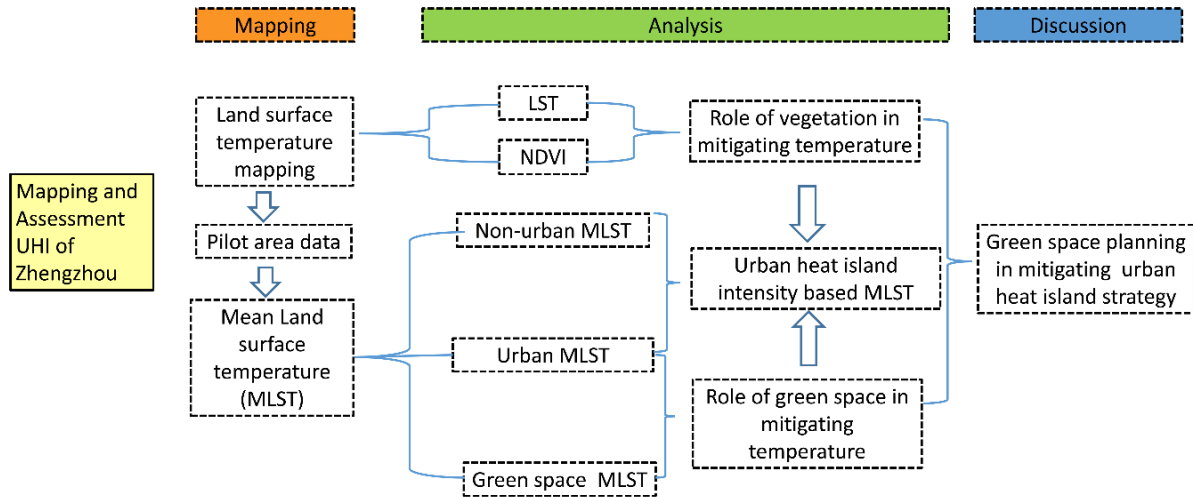 Mapping
Analysis
Discussion
Mapping and
Assessment
UHI of
Zhengzhou
Land surface
temperature
mapping
Pilot area data
Mean Land
surface
temperature
(MLST)
LST
NDVI
Non-urban MLST
Urban MLST
Green space MLST
Role of vegetation in
mitigating temperature
Urban heat island
intensity based MLST
Role of green space in
mitigating
temperature
Green space planning
in mitigating urban
heat island strategy